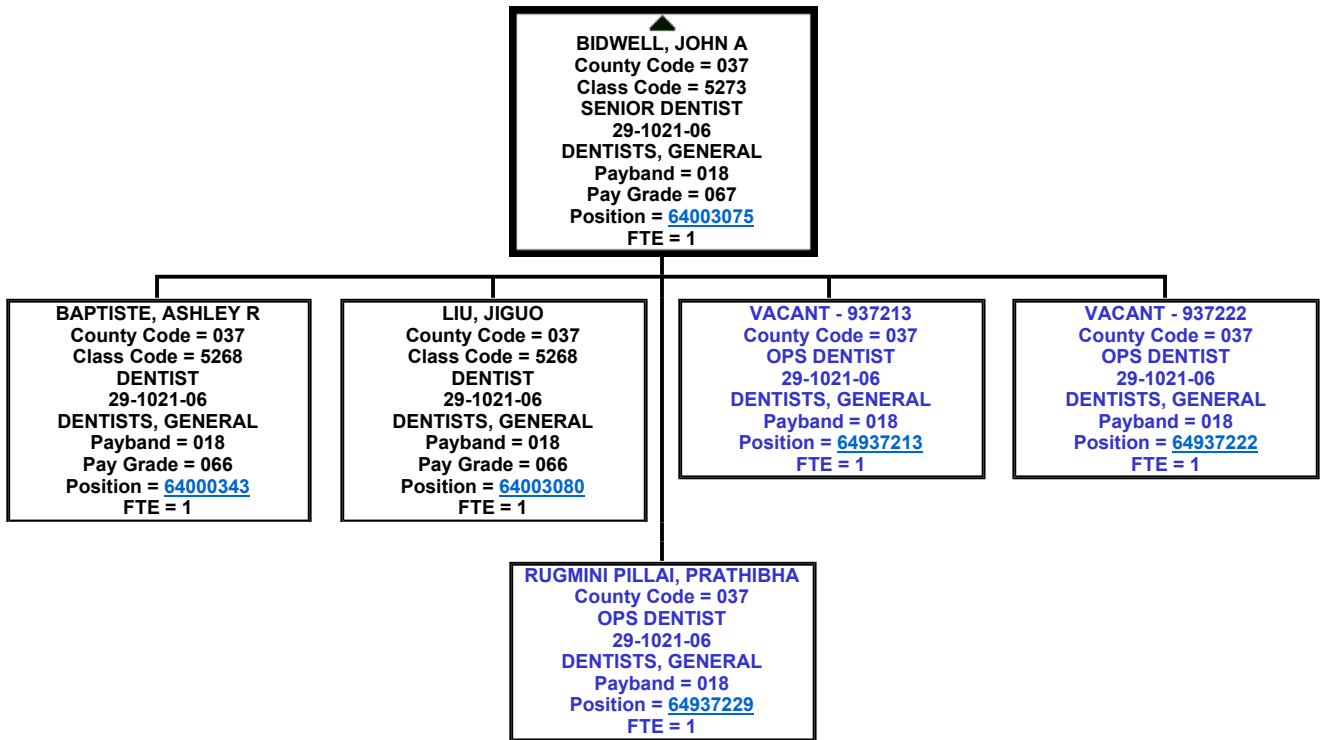 BIDWELL, JOHN A
County Code = 037
Class Code = 5273
SENIOR DENTIST
29-1021-06
DENTISTS, GENERAL
Payband = 018
Pay Grade = 067
Position = 64003075
FTE = 1
BAPTISTE, ASHLEY R
County Code = 037
Class Code = 5268
DENTIST
29-1021-06
DENTISTS, GENERAL
Payband = 018
Pay Grade = 066
Position = 64000343
FTE = 1
LIU, JIGUO
County Code = 037
Class Code = 5268
DENTIST
29-1021-06
DENTISTS, GENERAL
Payband = 018
Pay Grade = 066
Position = 64003080
FTE = 1
VACANT - 937213
County Code = 037
OPS DENTIST
29-1021-06
DENTISTS, GENERAL
Payband = 018
Position = 64937213
FTE = 1
VACANT - 937222
County Code = 037
OPS DENTIST
29-1021-06
DENTISTS, GENERAL
Payband = 018
Position = 64937222
FTE = 1
RUGMINI PILLAI, PRATHIBHA
County Code = 037
OPS DENTIST
29-1021-06
DENTISTS, GENERAL
Payband = 018
Position = 64937229
FTE = 1